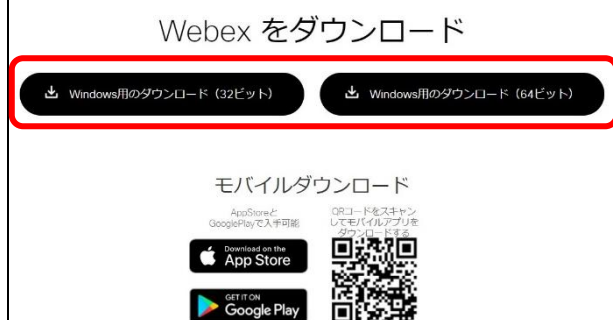 Webex をダウンロード
Windows用のダウンロード（32ビット）
Windows用のダウンロード（64ビット）
モバイルダウンロード
AppStoreと
GooglePlayで入手可能
QRコードをスキャン
してモバイルアプリを
ダウンロードする
Download on the
App Store
GET IT ON
Google Play